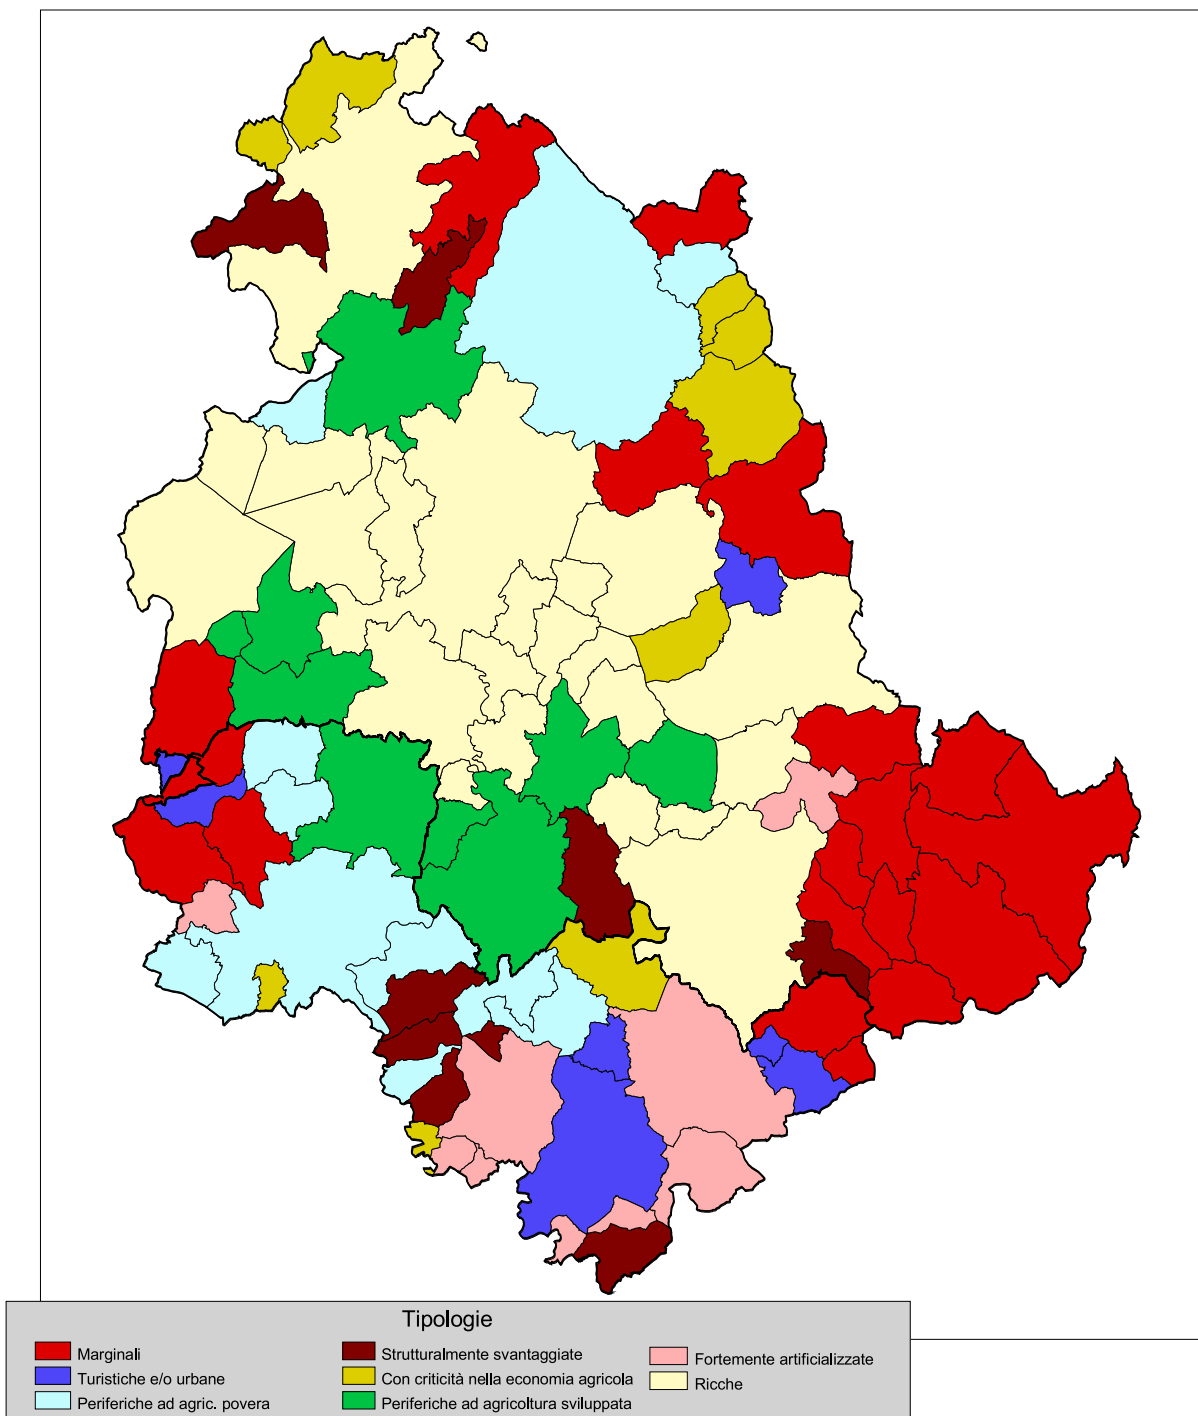 Tipologie
Marginali
Turistiche e/o urbane
Periferiche ad agric. povera
Strutturalmente svantaggiate
Con criticità nella economia agricola
Periferiche ad agricoltura sviluppata
Fortemente artificializzate
Ricche